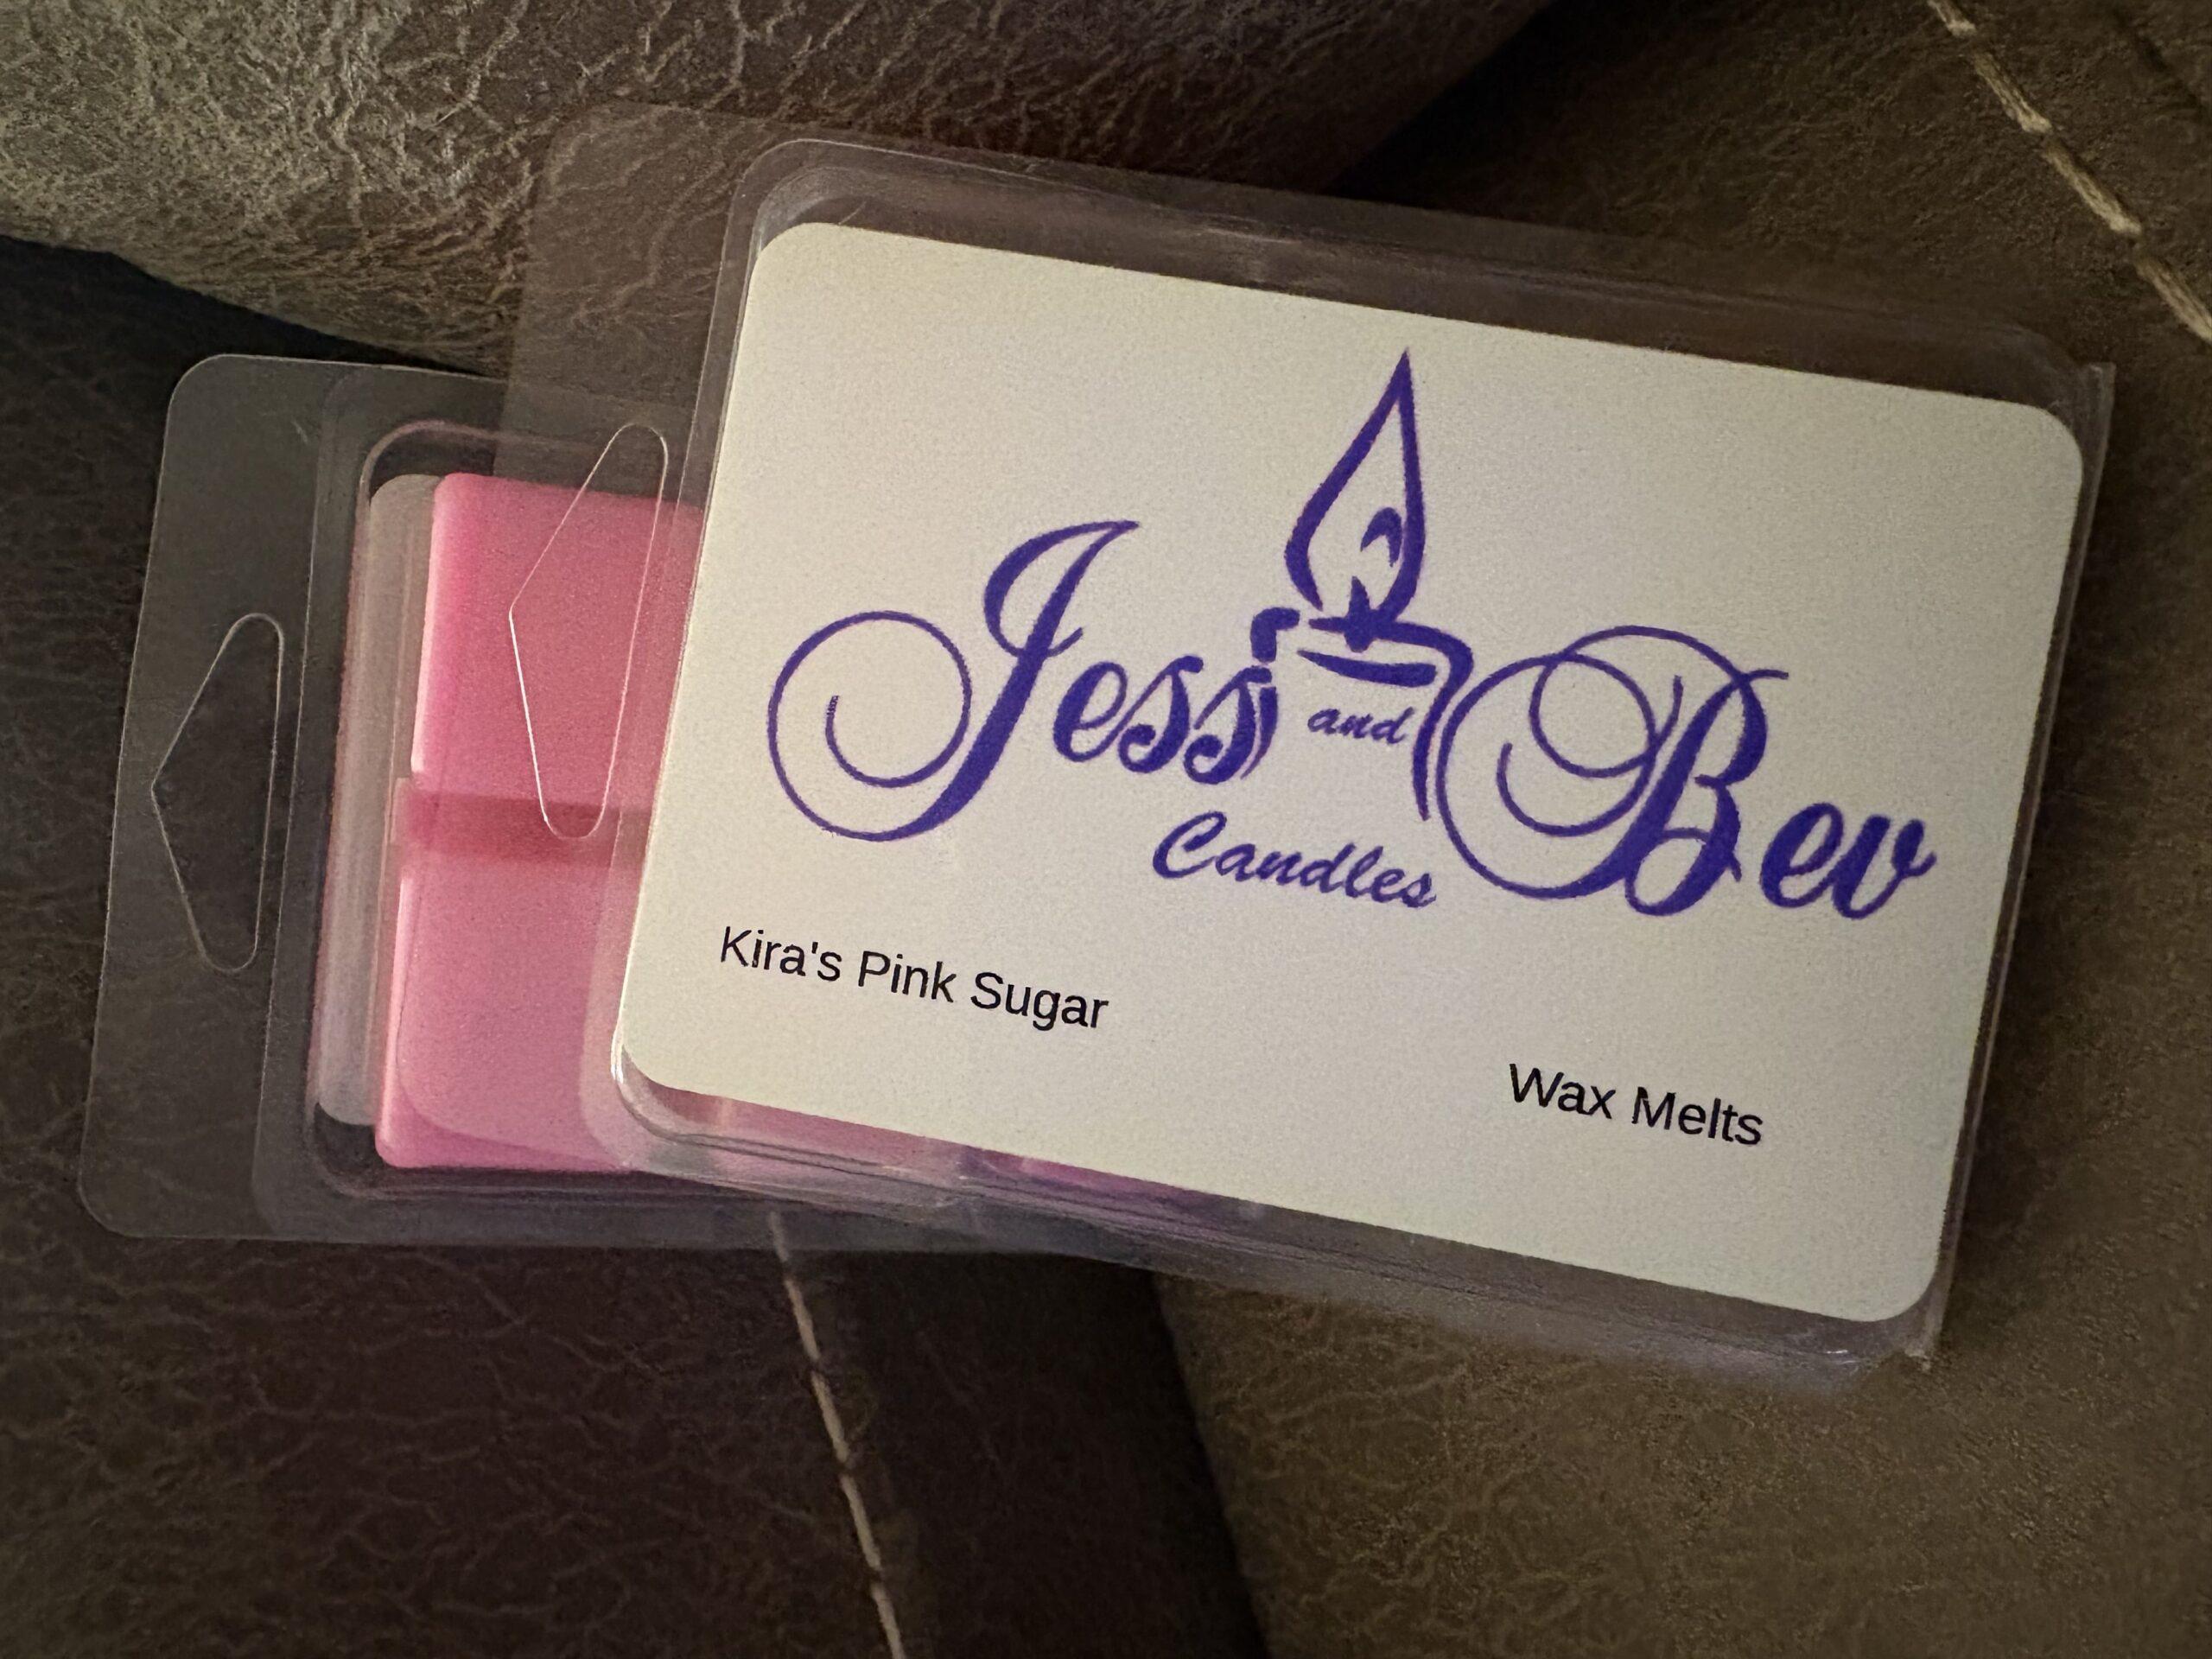 Jess and Bev
Candles
Kira's Pink Sugar
Wax Melts